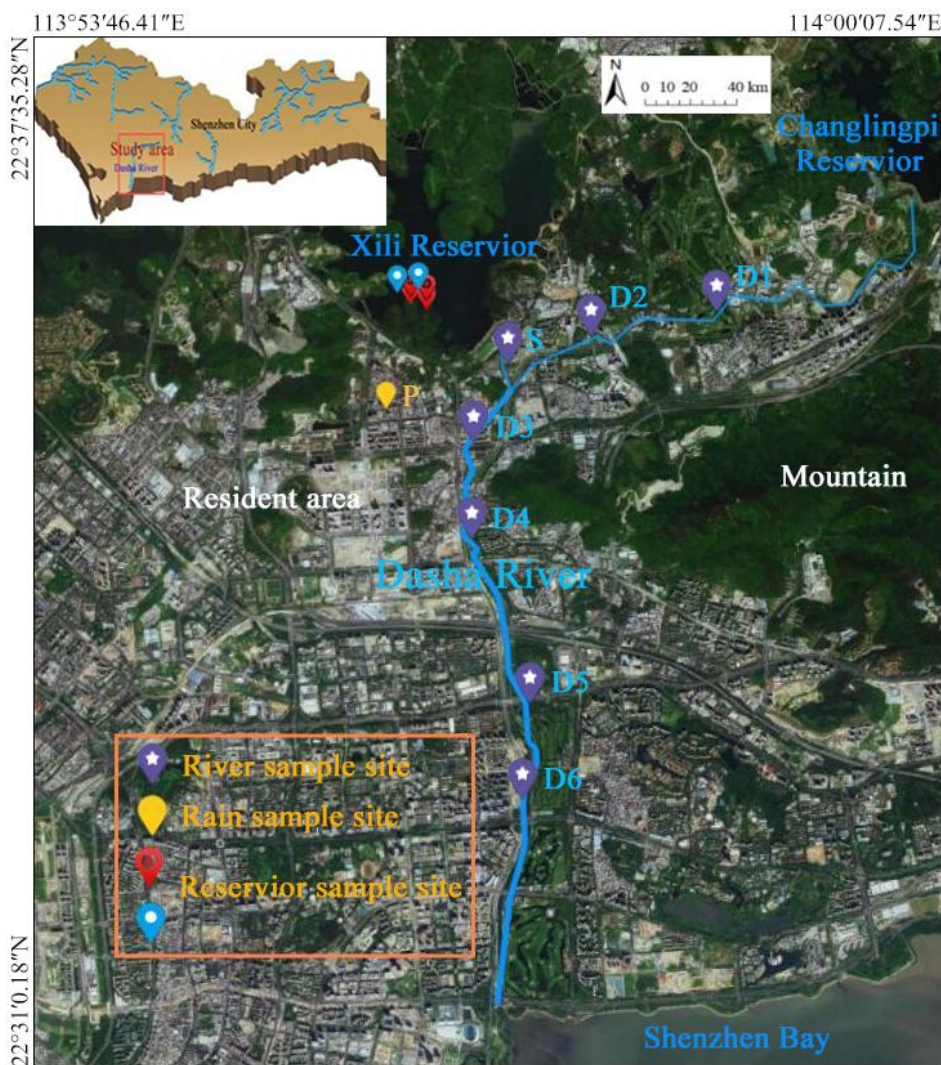 113°53′46.41″E
114°00′07.54″E
22°37′35.28″N
N
0 10 20 40 km
Shenzhen City
Study area
Dasha River
Changlingpi
Reservior
Xili Reservior
D1
D2
S
P
D3
Mountain
Resident area
D4
Dasha River
D5
River sample site
D6
Rain sample site
Reservior sample site
22°31′0.18″N
Shenzhen Bay